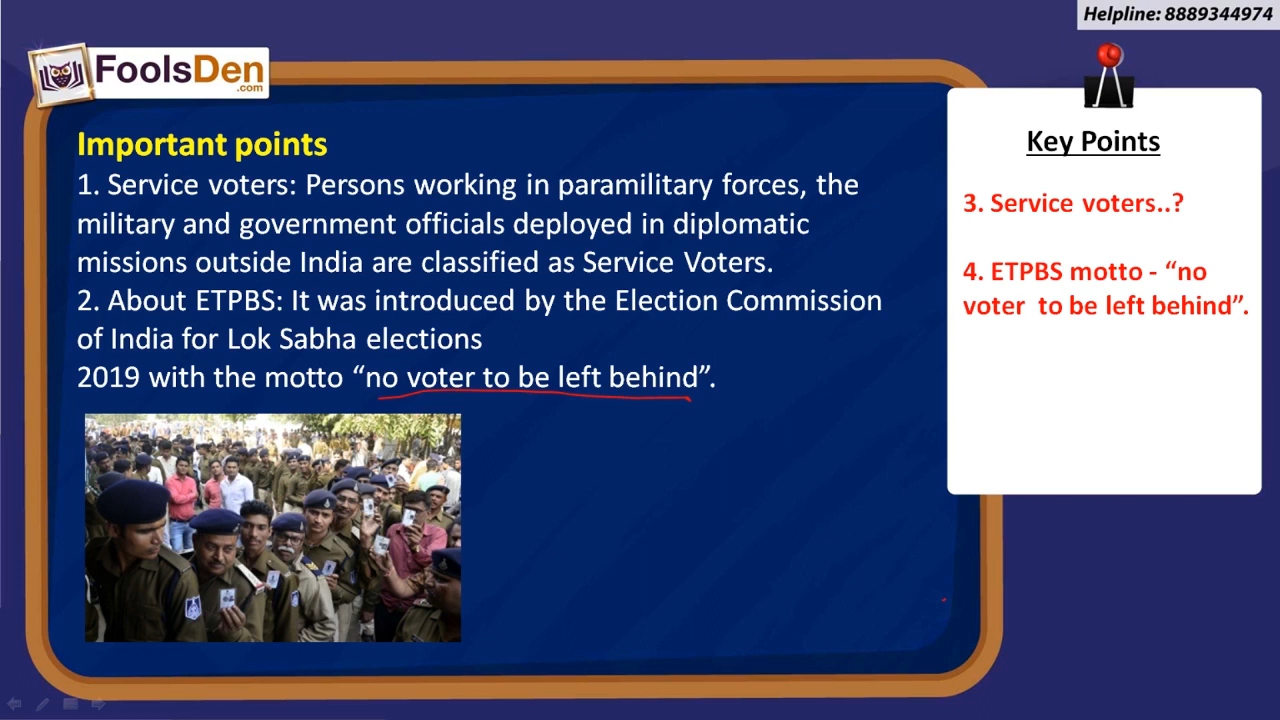 Helpline: 8889344974
FoolsDen
.com
Important points
1. Service voters: Persons working in paramilitary forces, the
military and government officials deployed in diplomatic
missions outside India are classified as Service Voters.
2. About ETPBS: It was introduced by the Election Commission
of India for Lok Sabha elections
2019 with the motto “no voter to be left behind”.
Key Points
3. Service voters..?
4. ETPBS motto - “no
voter to be left behind”.